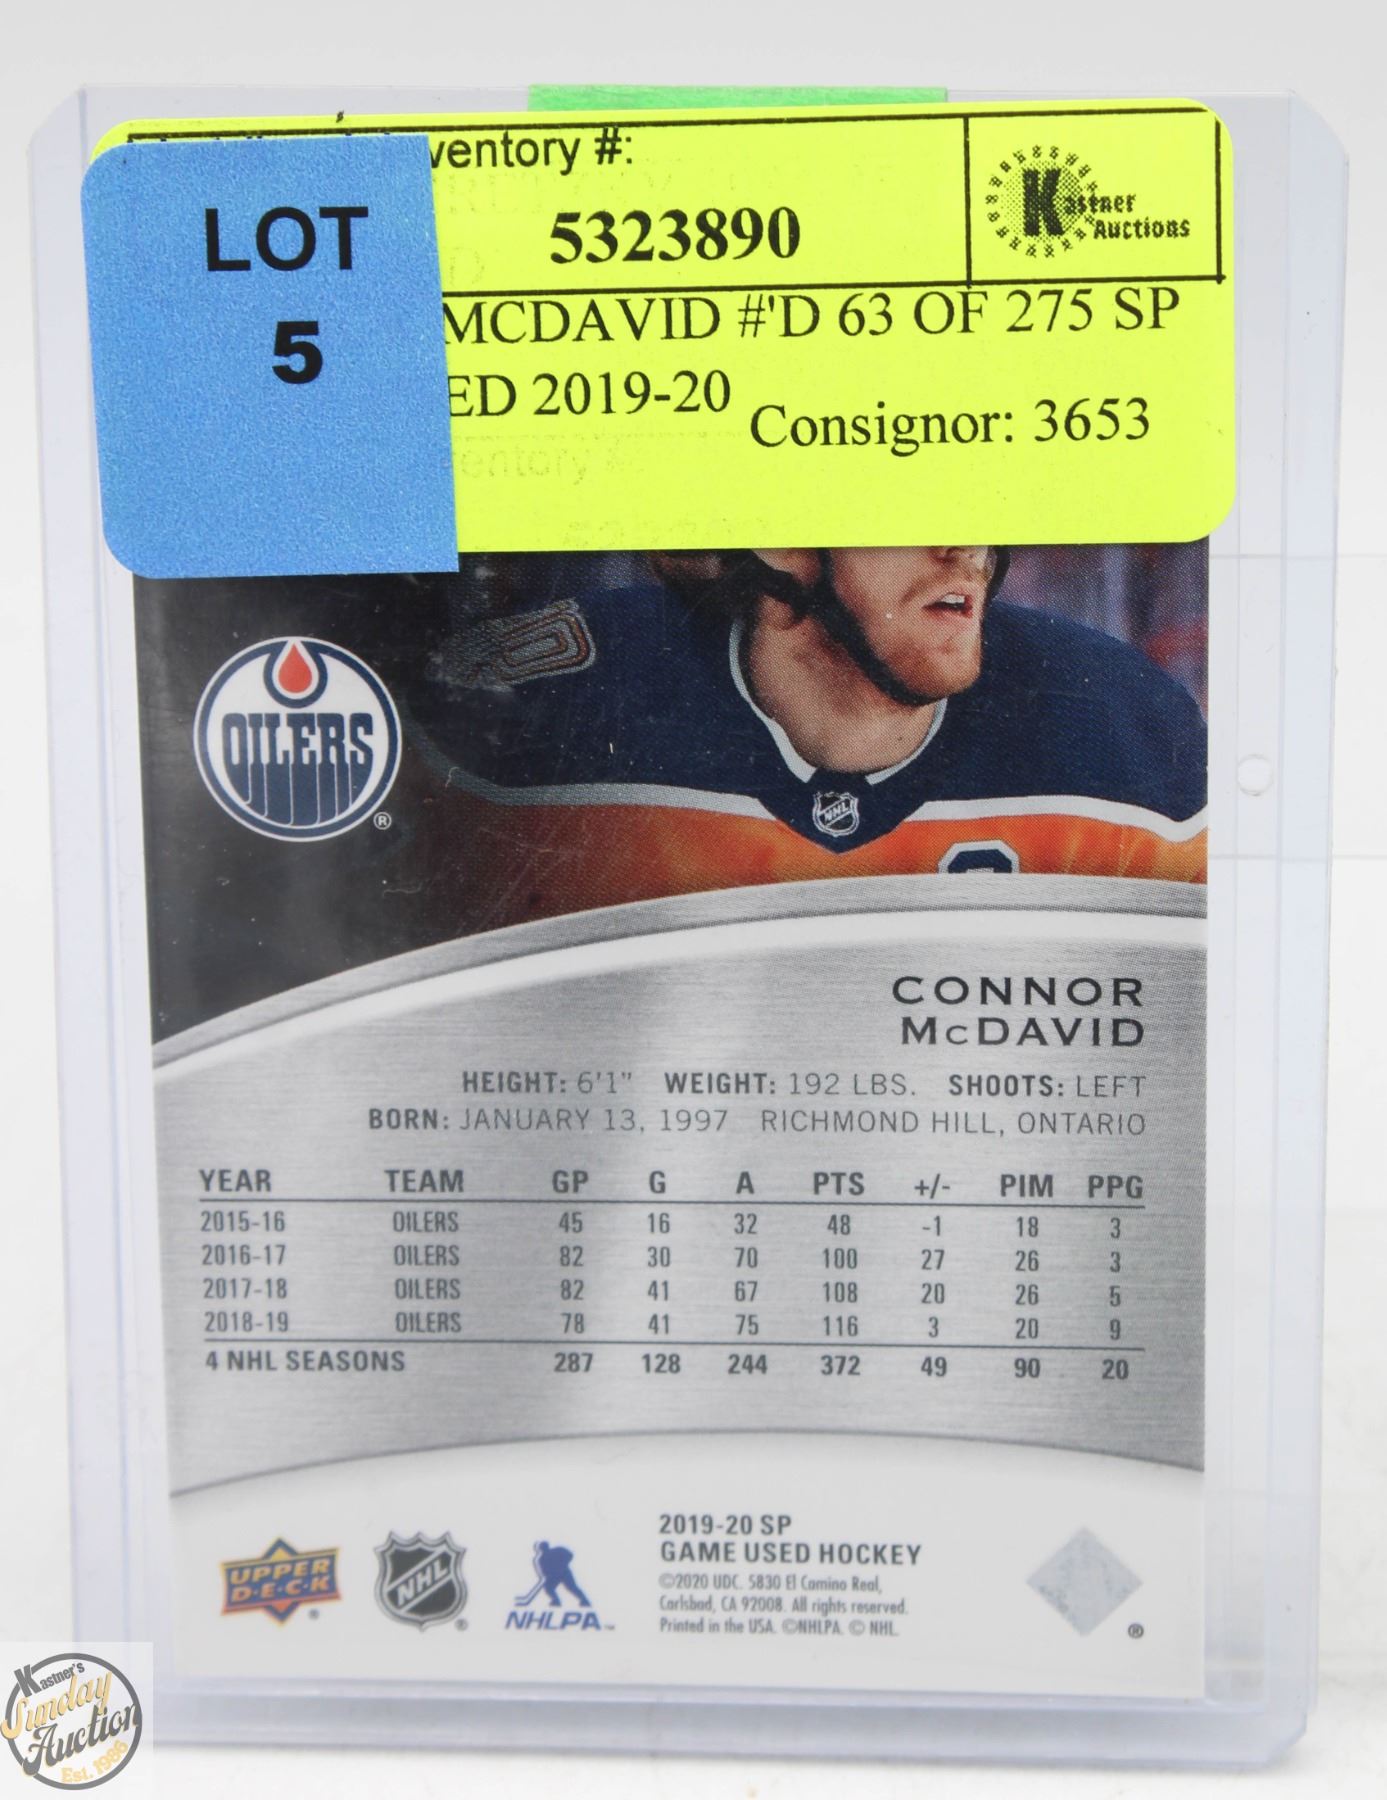 LOT
5
ventory #:
5323890
Kastner
Auctions
MCDAVID #'D 63 OF 275 SP
ED 2019-20
Consignor: 3653
entory #
OILERS
®
NHL
CONNOR
McDAVID
HEIGHT: 6'1" WEIGHT: 192 LBS. SHOOTS: LEFT
BORN: JANUARY 13, 1997 RICHMOND HILL, ONTARIO
YEAR TEAM GP G A PTS +/- PIM PPG
2015-16 OILERS 45 16 32 48 -1 18 3
2016-17 OILERS 82 30 70 100 27 26 3
2017-18 OILERS 82 41 67 108 20 26 5
2018-19 OILERS 78 41 75 116 3 20 9
4 NHL SEASONS 287 128 244 372 49 90 20
UPPER
D·E·C·K
®
NHL
®
NHLPA™
2019-20 SP
GAME USED HOCKEY
©2020 UDC. 5830 El Camino Real,
Carlsbad, CA 92008. All rights reserved.
Printed in the USA. ©NHLPA. © NHL.
®
Kastner's
Sunday
Auction
Est. 1986